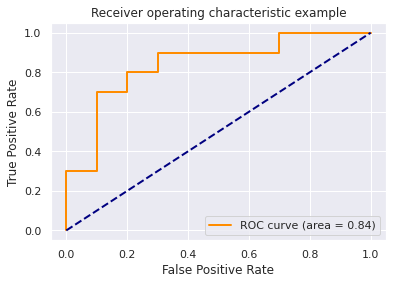 Receiver operating characteristic example
True Positive Rate
1.0
0.8
0.6
0.4
0.2
0.0
ROC curve (area = 0.84)
0.0 0.2 0.4 0.6 0.8 1.0
False Positive Rate